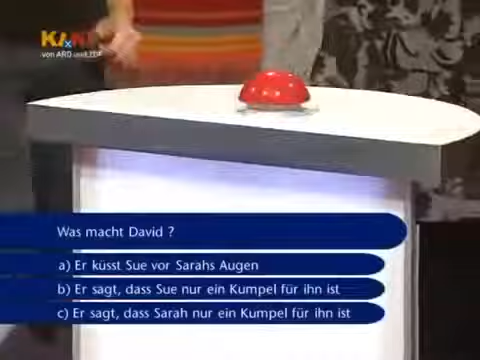 KiKA
von ARD und ZDF
Was macht David ?
a) Er küsst Sue vor Sarahs Augen
b) Er sagt, dass Sue nur ein Kumpel für ihn ist
c) Er sagt, dass Sarah nur ein Kumpel für ihn ist